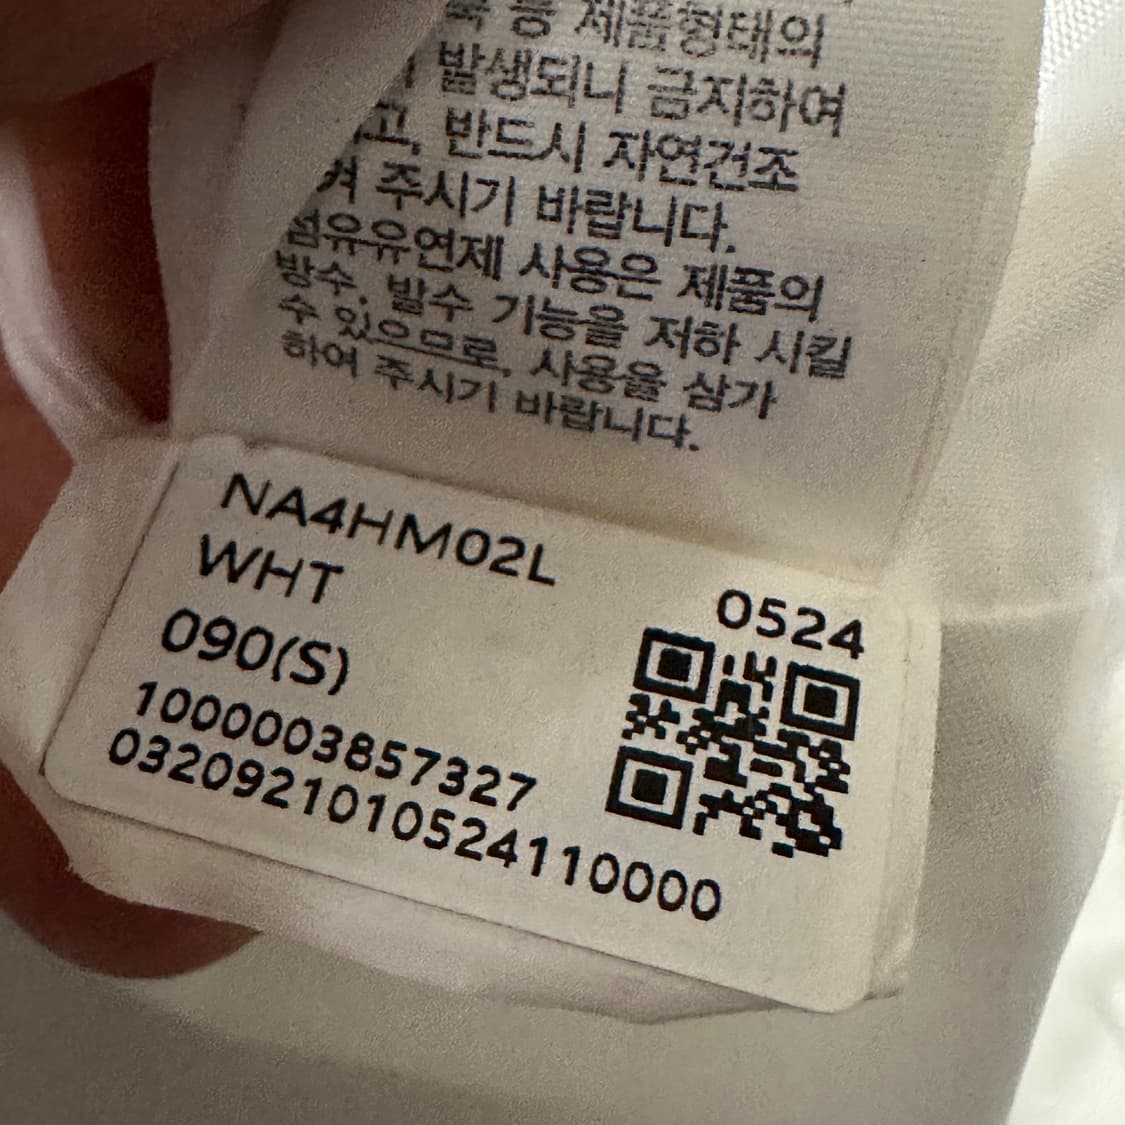 등 제품형태의
발생되니 금지하여
고, 반드시 자연건조
켜 주시기 바랍니다.
섬유유연제 사용은 제품의
방수, 발수 기능을 저하 시킬
수 있으므로, 사용을 삼가
하여 주시기 바랍니다.
NA4HM02L
WHT
0524
090(S)
1000003857327
0320921010524110000